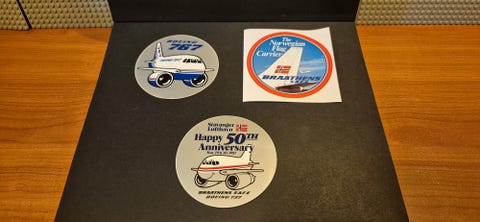 BOEING
767
The
Norwegian
Flag
Carrier
BRAATHENS
SAFE
Stavanger
Lufthavn
Happy 50TH
Anniversary
BRAATHENS SAFE
BOEING 737